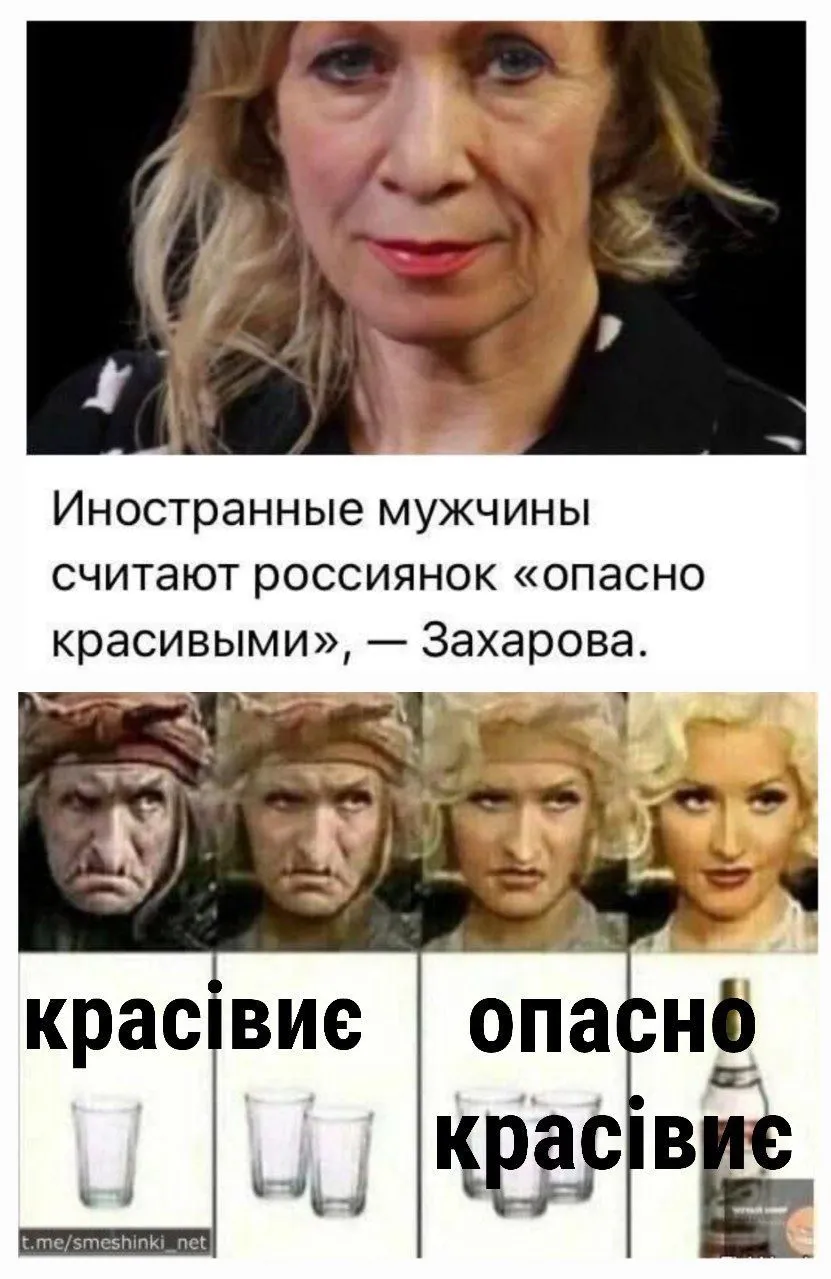 Иностранные мужчины
считают россиянок «опасно
красивыми», — Захарова.
красівиє
опасно
красівиє
t.me/smeshinki_net